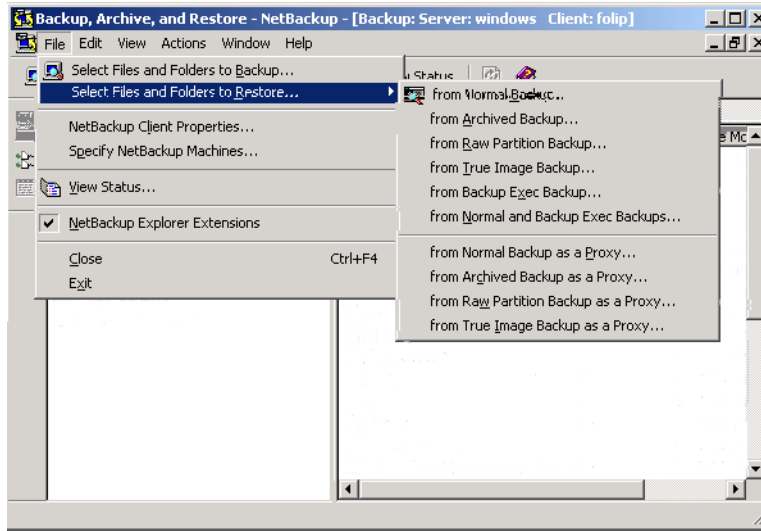 Backup, Archive, and Restore - NetBackup - [Backup: Server: windows Client: folip]
File Edit View Actions Window Help
Select Files and Folders to Backup...
Status
Select Files and Folders to Restore...
from Normal Backup...
NetBackup Client Properties...
from Archived Backup...
Specify NetBackup Machines...
from Raw Partition Backup...
from True Image Backup...
View Status...
from Backup Exec Backup...
NetBackup Explorer Extensions
from Normal and Backup Exec Backups...
Close Ctrl+F4
from Normal Backup as a Proxy...
Exit
from Archived Backup as a Proxy...
from Raw Partition Backup as a Proxy...
from True Image Backup as a Proxy...